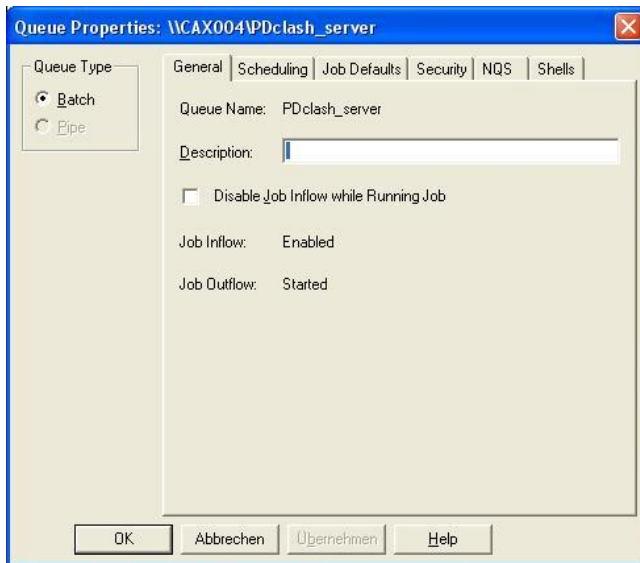 Queue Properties: \\CAX004\PDclash_server
Queue Type
Batch
Pipe
General Scheduling Job Defaults Security NQS Shells
Queue Name: PDclash_server
Description:
Disable Job Inflow while Running Job
Job Inflow: Enabled
Job Outflow: Started
OK Abbrechen Übernehmen Help